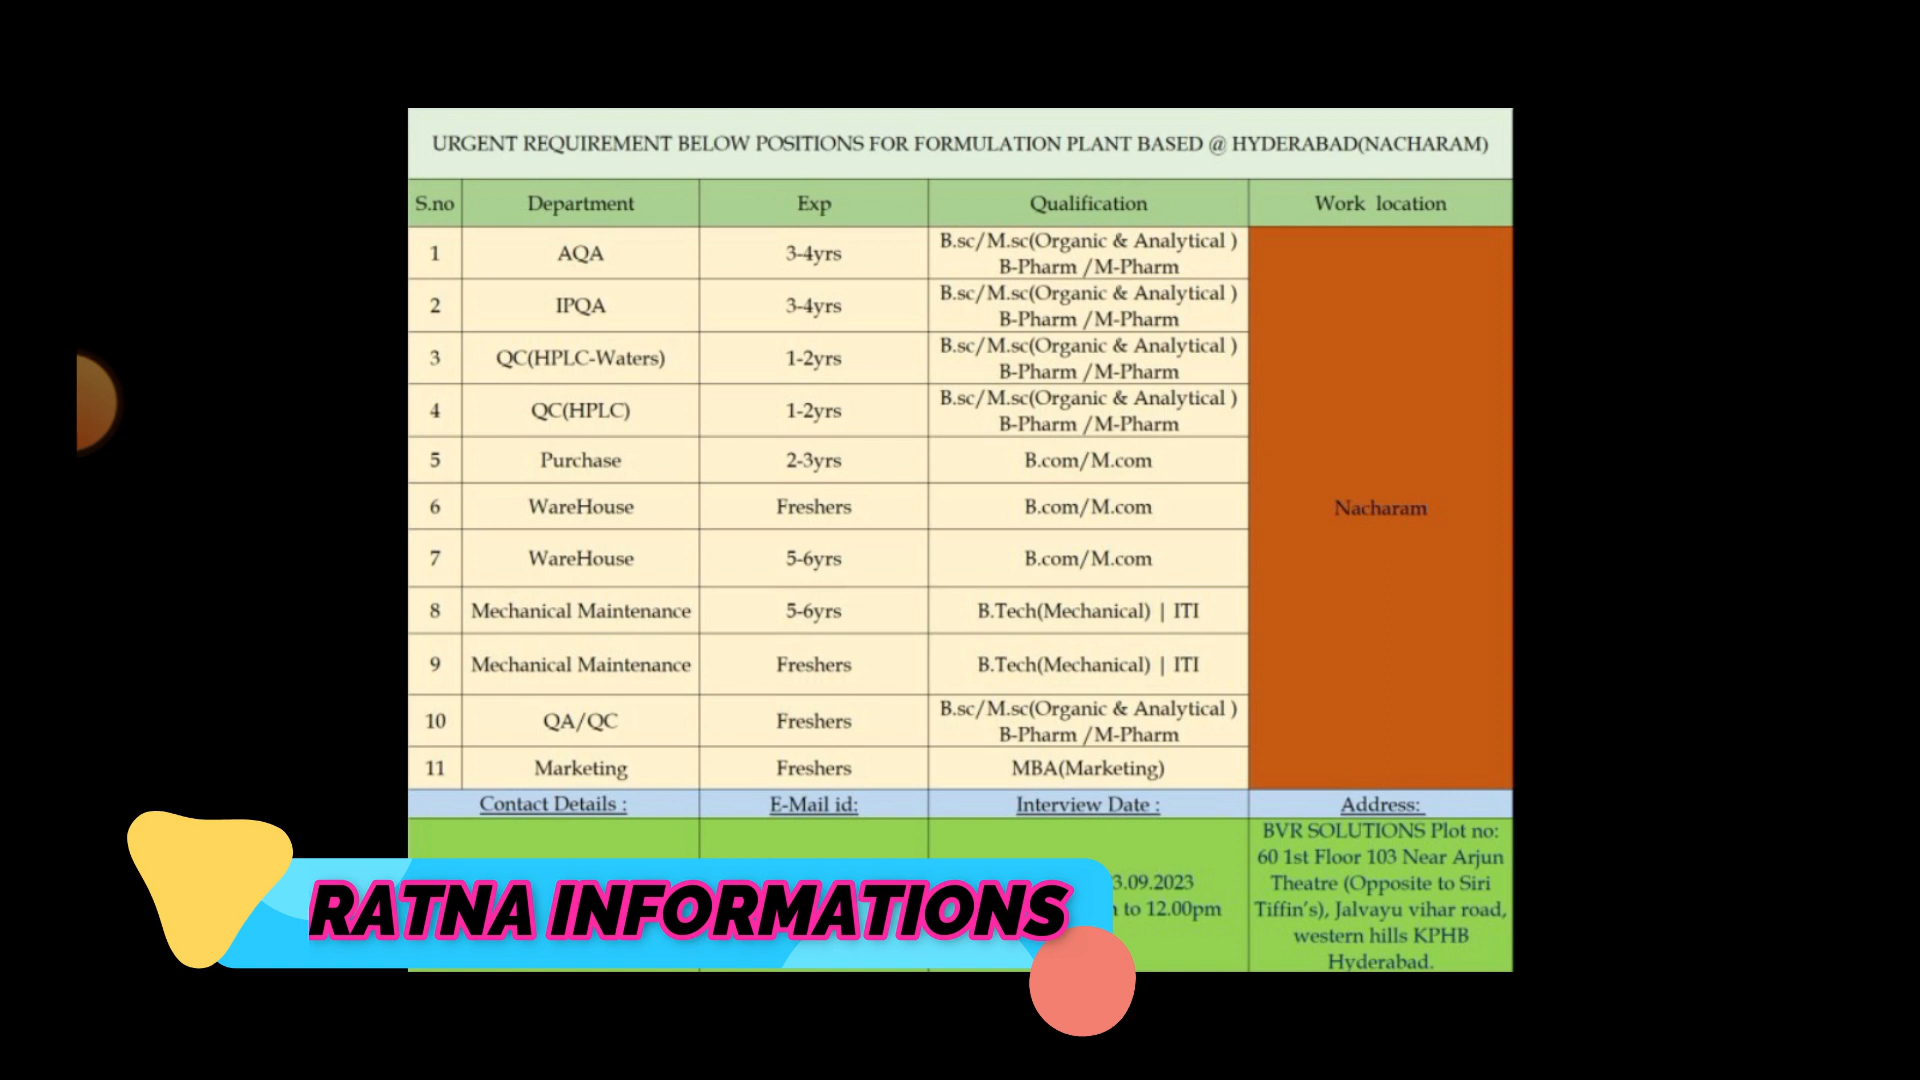 URGENT REQUIREMENT BELOW POSITIONS FOR FORMULATION PLANT BASED @ HYDERABAD(NACHARAM)
S.no Department Exp Qualification Work location
1 AQA 3-4yrs B.sc/M.sc(Organic & Analytical )
B-Pharm /M-Pharm
2 IPQA 3-4yrs B.sc/M.sc(Organic & Analytical )
B-Pharm /M-Pharm
3 QC(HPLC-Waters) 1-2yrs B.sc/M.sc(Organic & Analytical )
B-Pharm /M-Pharm
4 QC(HPLC) 1-2yrs B.sc/M.sc(Organic & Analytical )
B-Pharm /M-Pharm
5 Purchase 2-3yrs B.com/M.com
6 WareHouse Freshers B.com/M.com
Nacharam
7 WareHouse 5-6yrs B.com/M.com
8 Mechanical Maintenance 5-6yrs B.Tech(Mechanical) | ITI
9 Mechanical Maintenance Freshers B.Tech(Mechanical) | ITI
10 QA/QC Freshers B.sc/M.sc(Organic & Analytical )
B-Pharm /M-Pharm
11 Marketing Freshers MBA(Marketing)
Contact Details : E-Mail id: Interview Date : Address:
3.09.2023
to 12.00pm
BVR SOLUTIONS Plot no:
60 1st Floor 103 Near Arjun
Theatre (Opposite to Siri
Tiffin's), Jalvayu vihar road,
western hills KPHB
Hyderabad.
RATNA INFORMATIONS